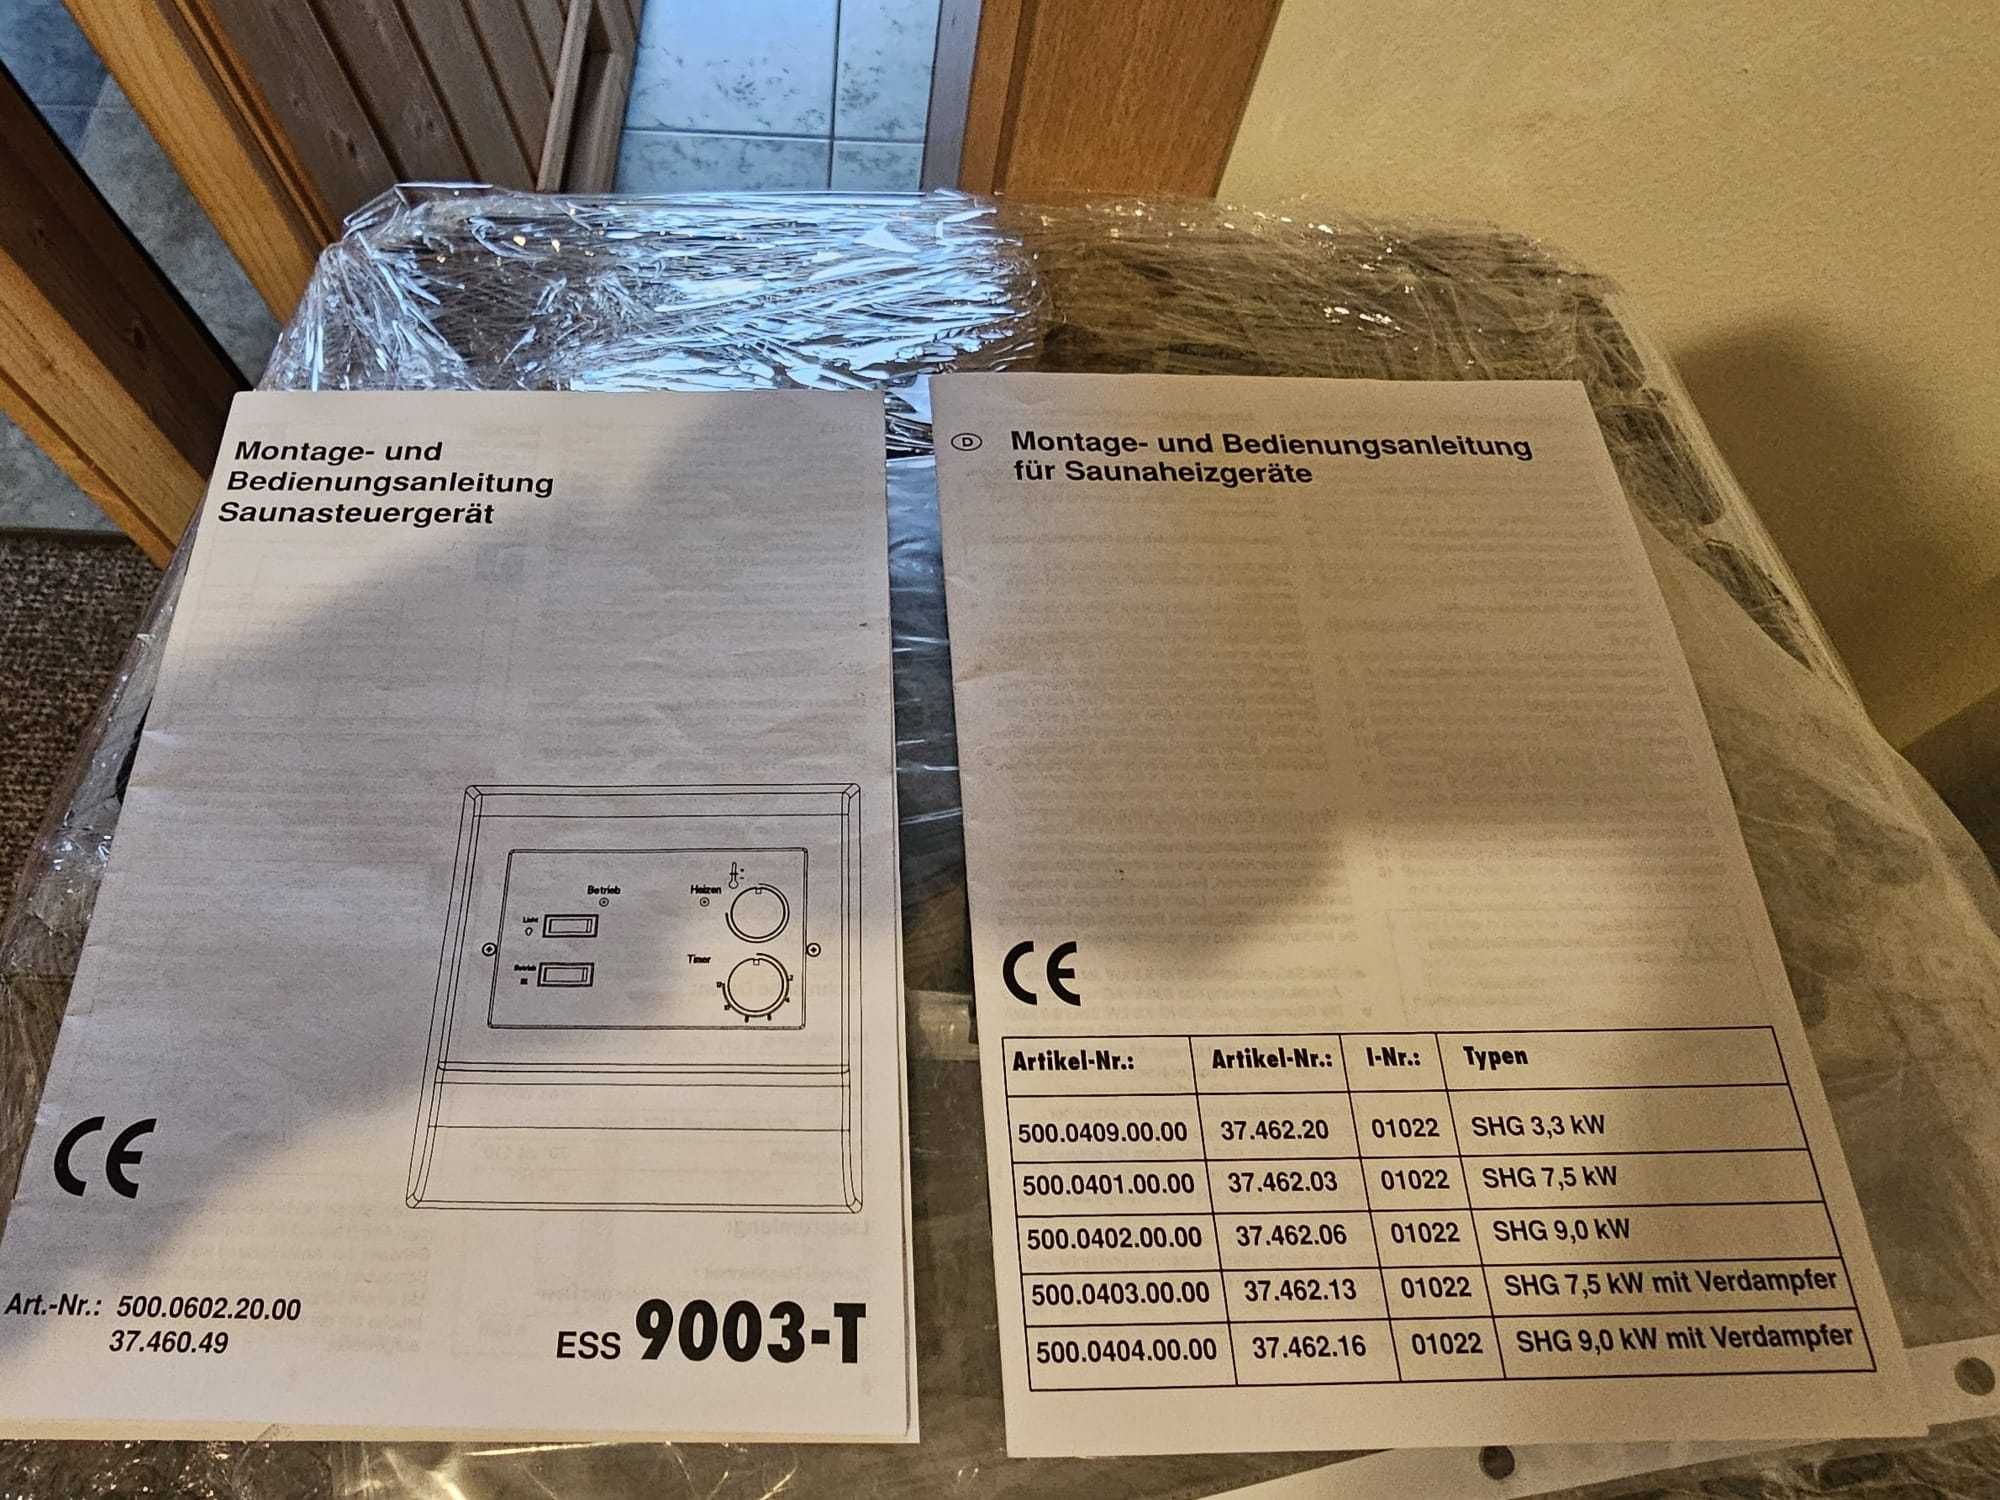 Montage- und
Bedienungsanleitung
Saunasteuergerät
Betrieb
Heizen
Licht
Betrieb
Timer
CE
Art.-Nr.: 500.0602.20.00
37.460.49
ESS 9003-T
D Montage- und Bedienungsanleitung
für Saunaheizgeräte
CE
Artikel-Nr.: Artikel-Nr.: I-Nr.: Typen
500.0409.00.00 37.462.20 01022 SHG 3,3 kW
500.0401.00.00 37.462.03 01022 SHG 7,5 kW
500.0402.00.00 37.462.06 01022 SHG 9,0 kW
500.0403.00.00 37.462.13 01022 SHG 7,5 kW mit Verdampfer
500.0404.00.00 37.462.16 01022 SHG 9,0 kW mit Verdampfer